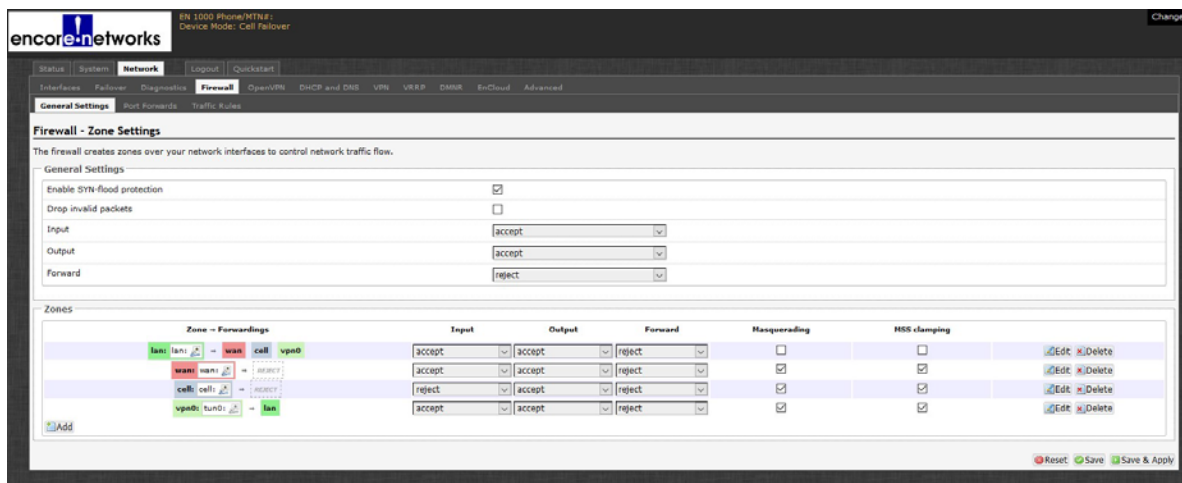 encore!networks
EN 1000 Phone/MTN#:
Device Mode: Cell Failover
Change
Status System Network Logout Quickstart
Interfaces Failover Diagnostics Firewall OpenVPN DHCP and DNS VPN VRRP DMNR EnCloud Advanced
General Settings Port Forwards Traffic Rules
Firewall - Zone Settings
The firewall creates zones over your network interfaces to control network traffic flow.
General Settings
Enable SYN-flood protection
Drop invalid packets
Input accept
Output accept
Forward reject
Zones
Zone ⇒ Forwardings Input Output Forward Masquerading MSS clamping
lan: lan: ⇒ wan cell vpn0 accept accept reject Edit Delete
wan: wan: ⇒ REJECT accept accept reject Edit Delete
cell: cell: ⇒ REJECT reject accept reject Edit Delete
vpn0: tun0: ⇒ lan accept accept reject Edit Delete
Add
Reset Save Save & Apply